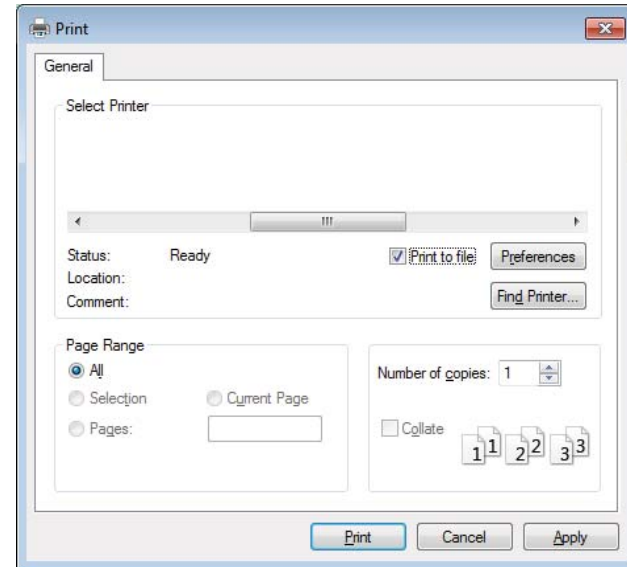 Print
General
Select Printer
Status: Ready Print to file Preferences
Location:
Comment: Find Printer...
Page Range
All Number of copies: 1
Selection Current Page
Pages: Collate
1 1 2 2 3 3
Print Cancel Apply